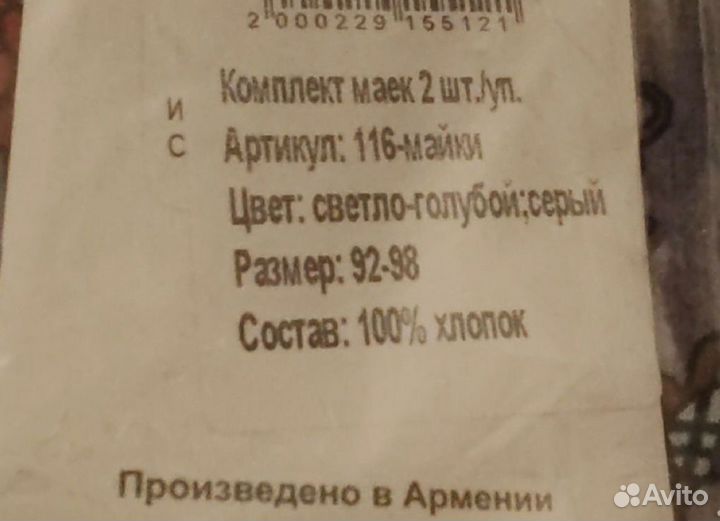 2 000229 155121
Комплект маек 2 шт./уп.
И
С
Артикул: 116-майки
Цвет: светло-голубой;серый
Размер: 92-98
Состав: 100% хлопок
Произведено в Армении
Avito